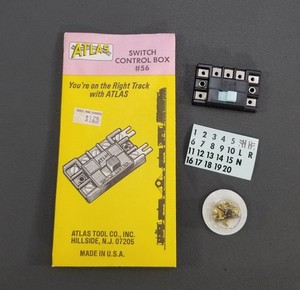 ATLAS
SWITCH
CONTROL BOX
#56
You're on the Right Track
with ATLAS
ATLAS TOOL CO., INC.
HILLSIDE, N.J. 07205
MADE IN U.S.A.
1 2 3 4 5
6 7 8 9 10 L R
11 12 13 14 15 N
16 17 18 19 20